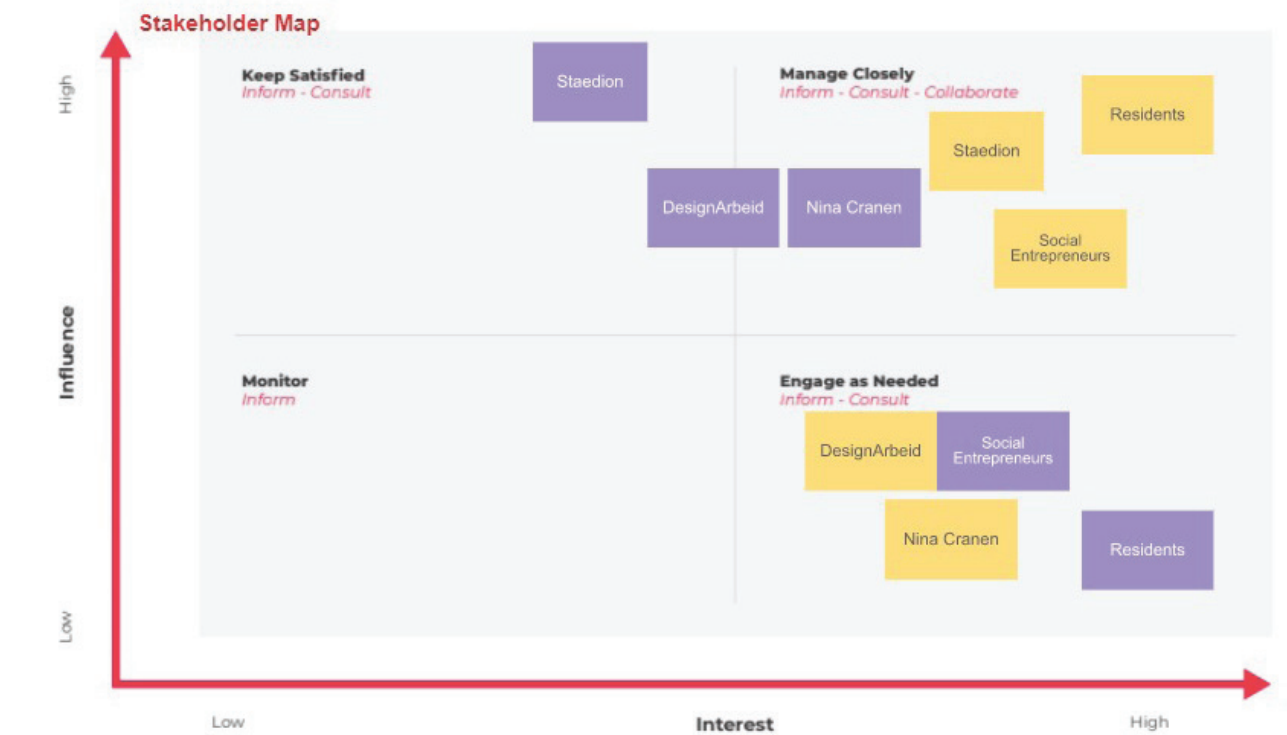 Stakeholder Map
High
Keep Satisfied
Inform - Consult
Staedion
Manage Closely
Inform - Consult - Collaborate
Residents
Staedion
DesignArbeid
Nina Cranen
Social
Entrepreneurs
Influence
Monitor
Inform
Engage as Needed
Inform - Consult
DesignArbeid
Social
Entrepreneurs
Nina Cranen
Residents
Low
Low
Interest
High